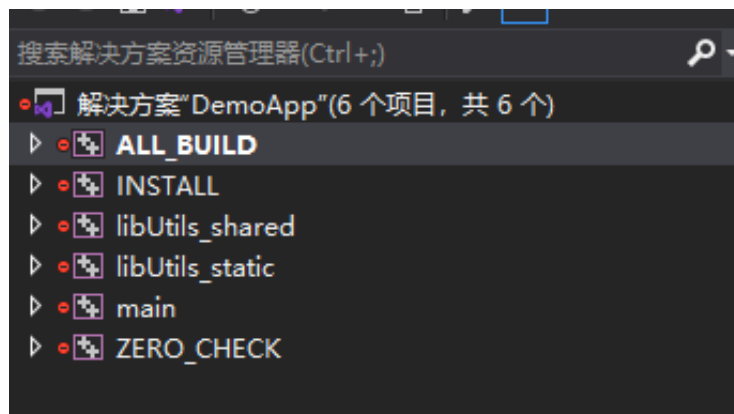 搜索解决方案资源管理器(Ctrl+;)
解决方案"DemoApp"(6 个项目，共 6 个)
ALL_BUILD
INSTALL
libUtils_shared
libUtils_static
main
ZERO_CHECK